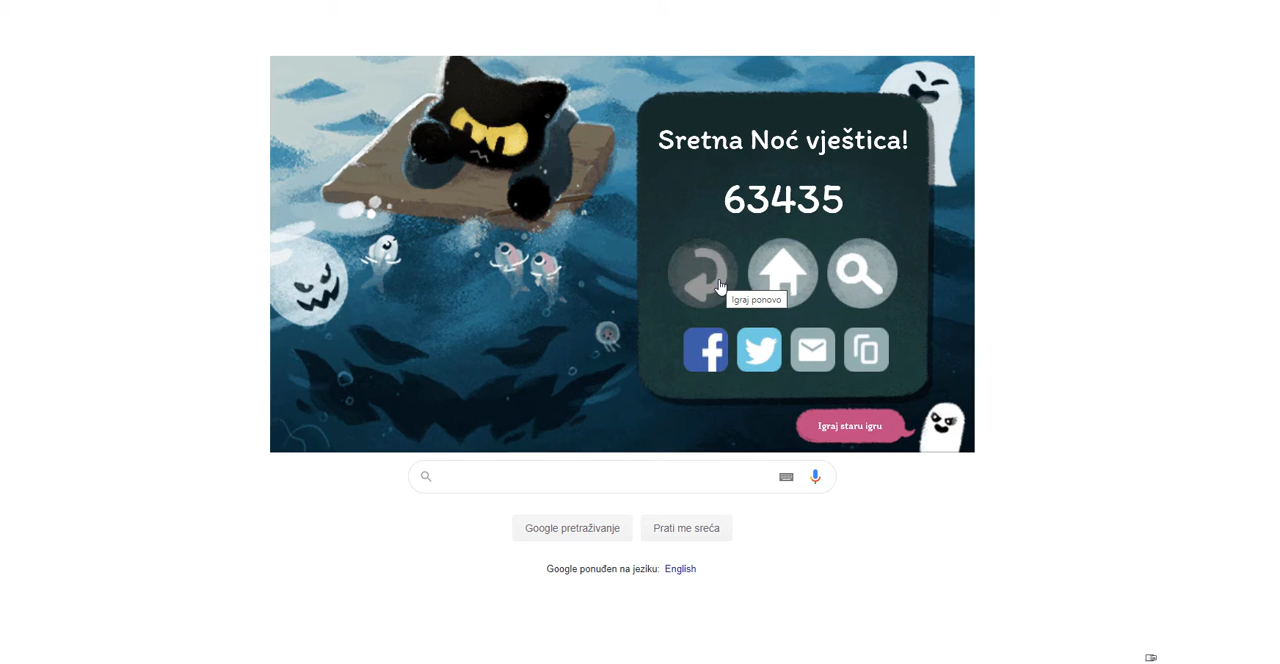 Sretna Noć vještica!
63435
Igraj ponovo
Igraj staru igru
Google pretraživanje
Prati me sreća
Google ponuđen na jeziku: English